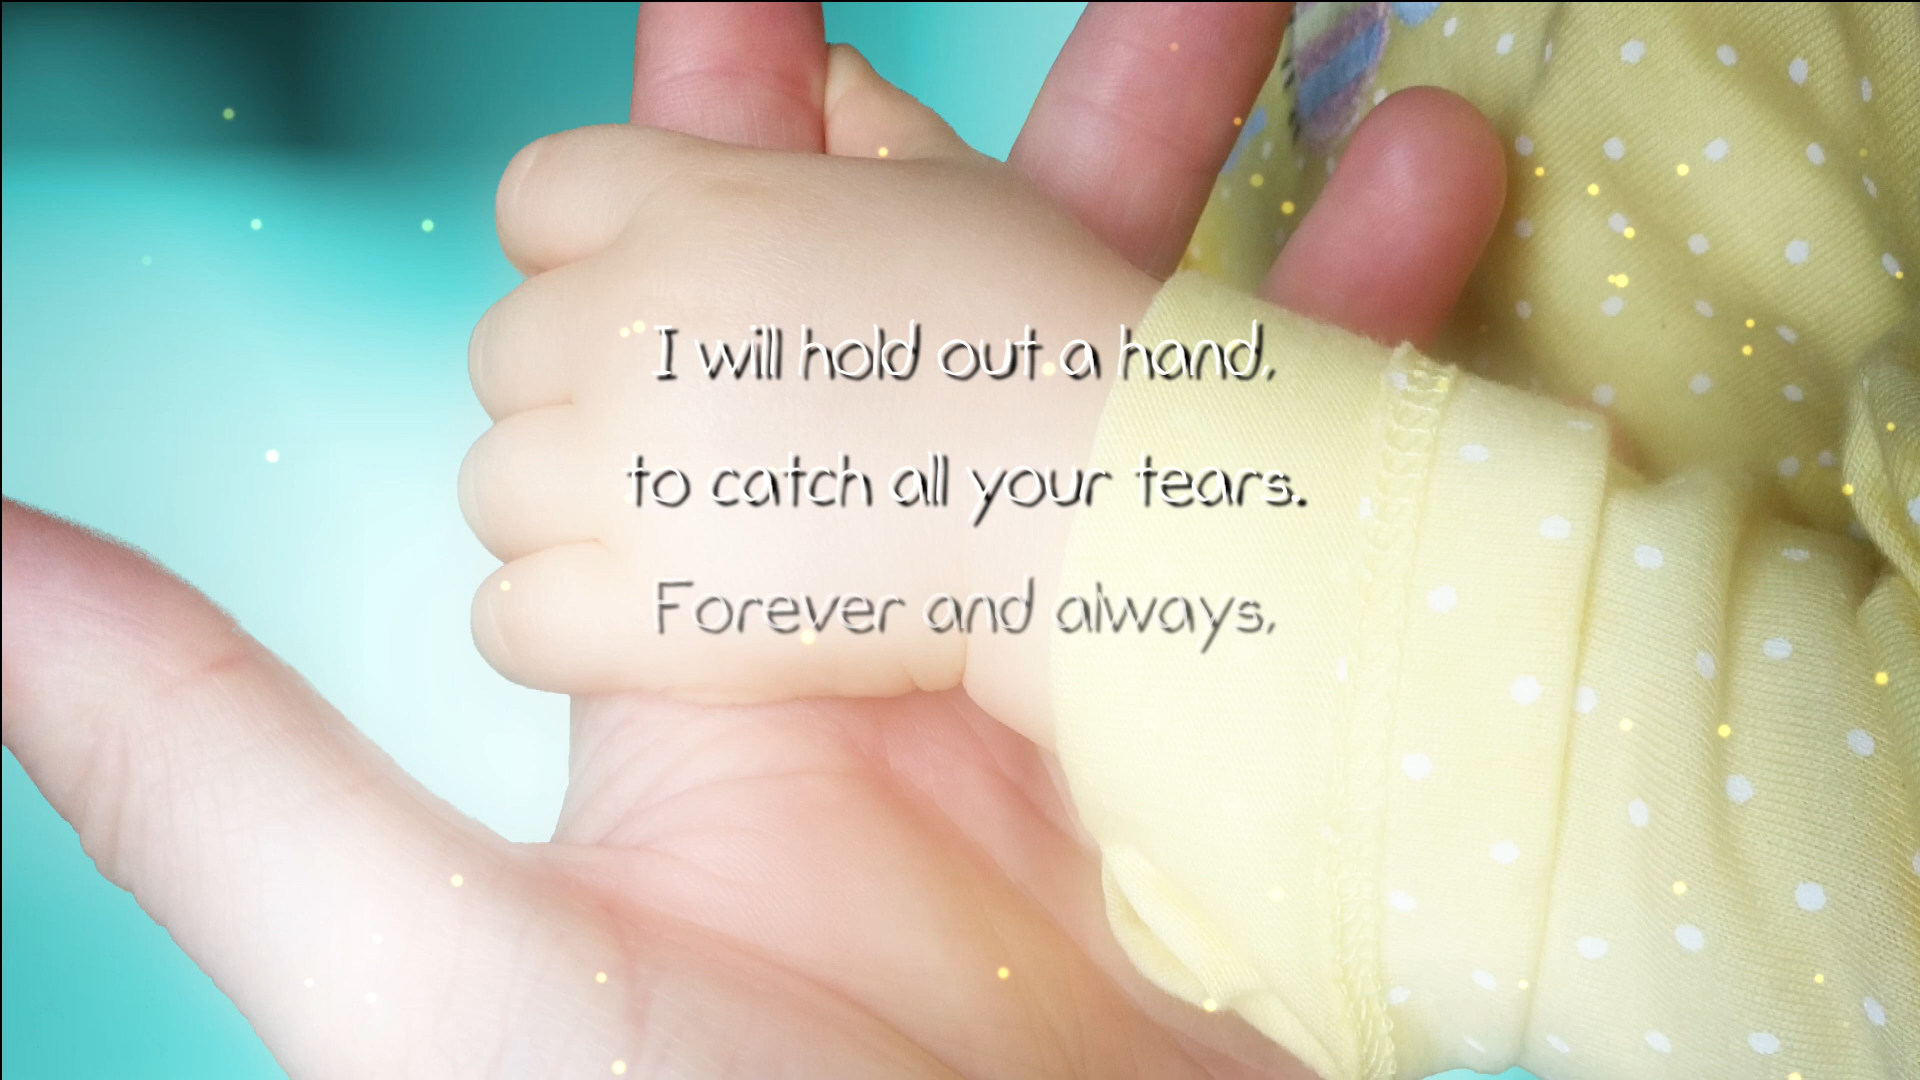 I will hold out a hand,
to catch all your tears.
Forever and always,